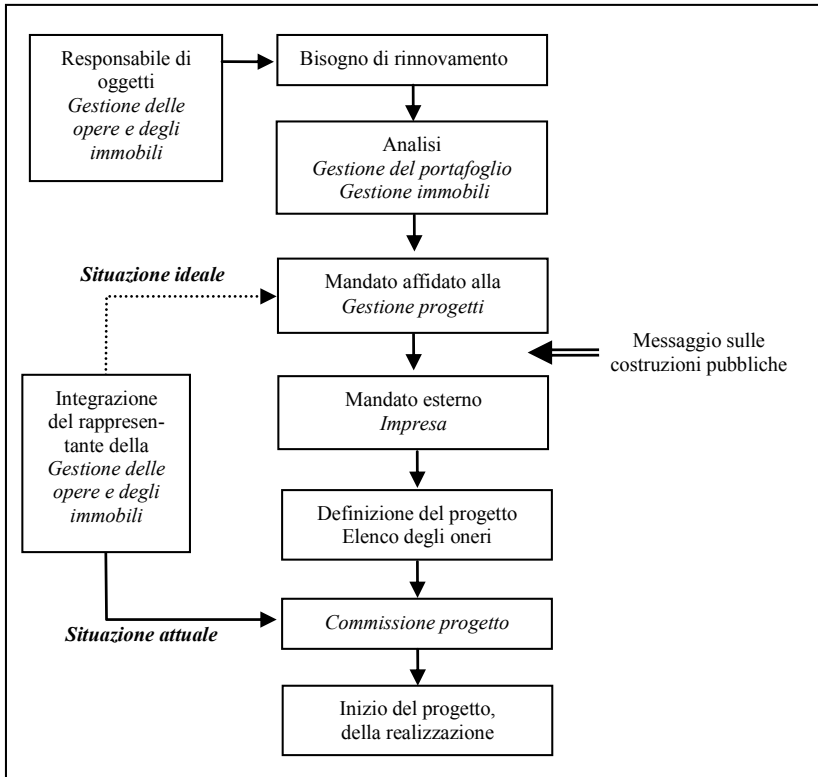 Responsabile di
oggetti
Gestione delle
opere e degli
immobili
Bisogno di rinnovamento
Analisi
Gestione del portafoglio
Gestione immobili
Situazione ideale
Mandato affidato alla
Gestione progetti
Messaggio sulle
costruzioni pubbliche
Integrazione
del rappresen-
tante della
Gestione delle
opere e degli
immobili
Mandato esterno
Impresa
Definizione del progetto
Elenco degli oneri
Situazione attuale
Commissione progetto
Inizio del progetto,
della realizzazione